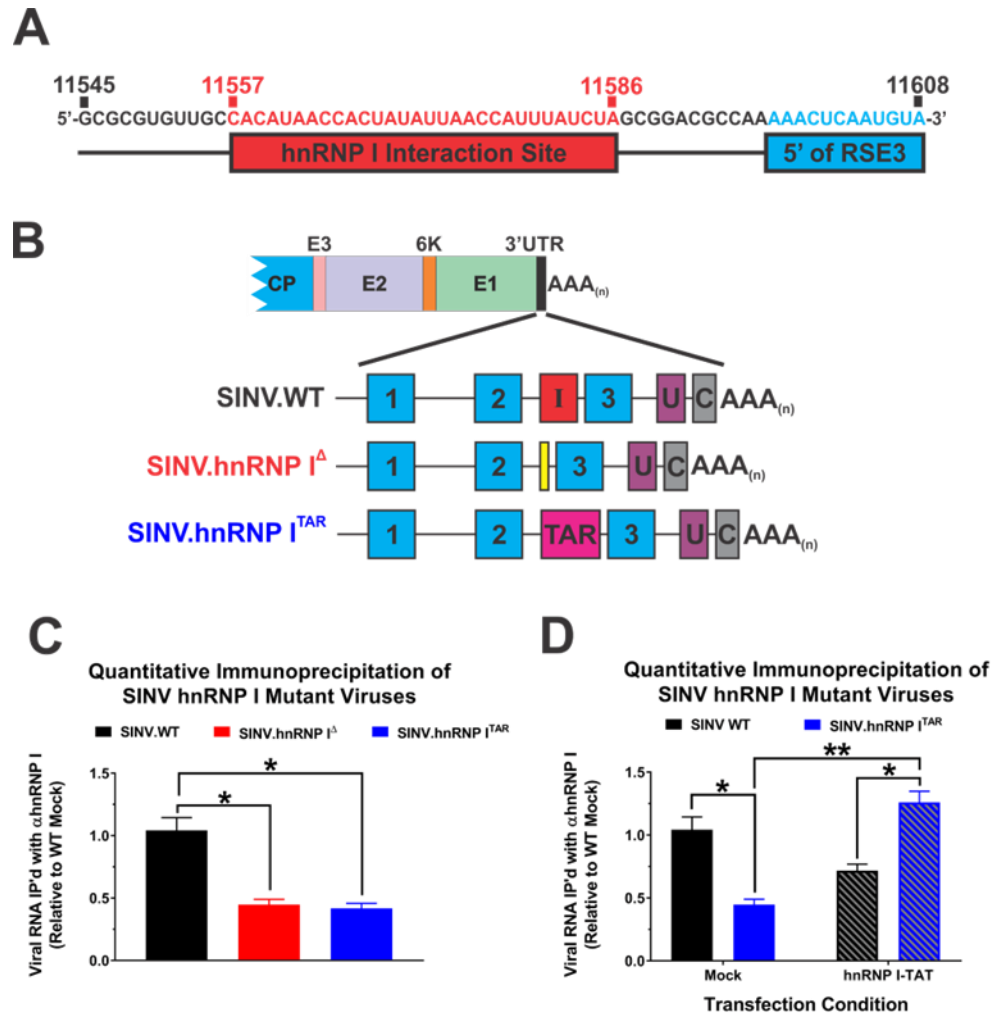 A
11545 11557 11586 11608
5'-GCGCGUGUUGCCACAUAACCACUAUAUUAACCAUUUAUCUAGCGGACGCCAAAAACUCAAUGUA-3'
hnRNP I Interaction Site 5' of RSE3
B
E3 6K 3'UTR
CP E2 E1 AAA(n)
SINV.WT 1 2 I 3 U C AAA(n)
SINV.hnRNP IΔ 1 2 3 U C AAA(n)
SINV.hnRNP ITAR 1 2 TAR 3 U C AAA(n)
C
Quantitative Immunoprecipitation of
SINV hnRNP I Mutant Viruses
SINV.WT SINV.hnRNP IΔ SINV.hnRNP ITAR
Viral RNA IP'd with αhnRNP I
(Relative to WT Mock)
1.5
1.0
0.5
0.0
*
*
D
Quantitative Immunoprecipitation of
SINV hnRNP I Mutant Viruses
SINV WT SINV.hnRNP ITAR
Viral RNA IP'd with αhnRNP I
(Relative to WT Mock)
1.5
1.0
0.5
0.0
**
* *
Mock hnRNP I-TAT
Transfection Condition